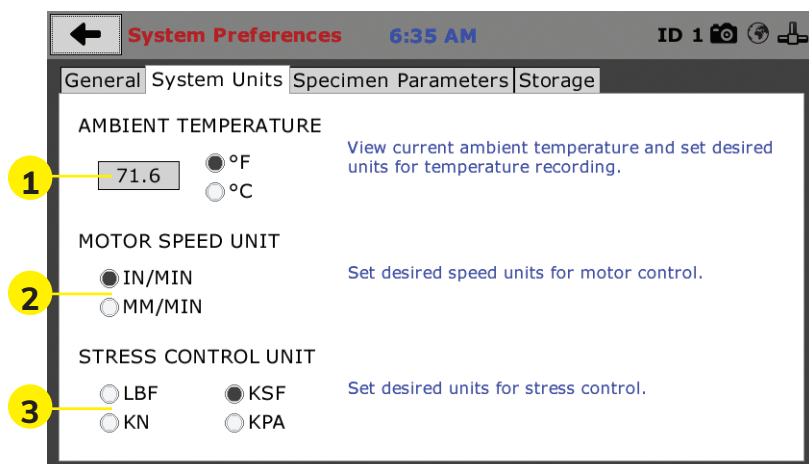 System Preferences 6:35 AM ID 1
General System Units Specimen Parameters Storage
AMBIENT TEMPERATURE
1 71.6 °F
°C
View current ambient temperature and set desired
units for temperature recording.
MOTOR SPEED UNIT
2 IN/MIN
MM/MIN
Set desired speed units for motor control.
STRESS CONTROL UNIT
3 LBF KSF
KN KPA
Set desired units for stress control.